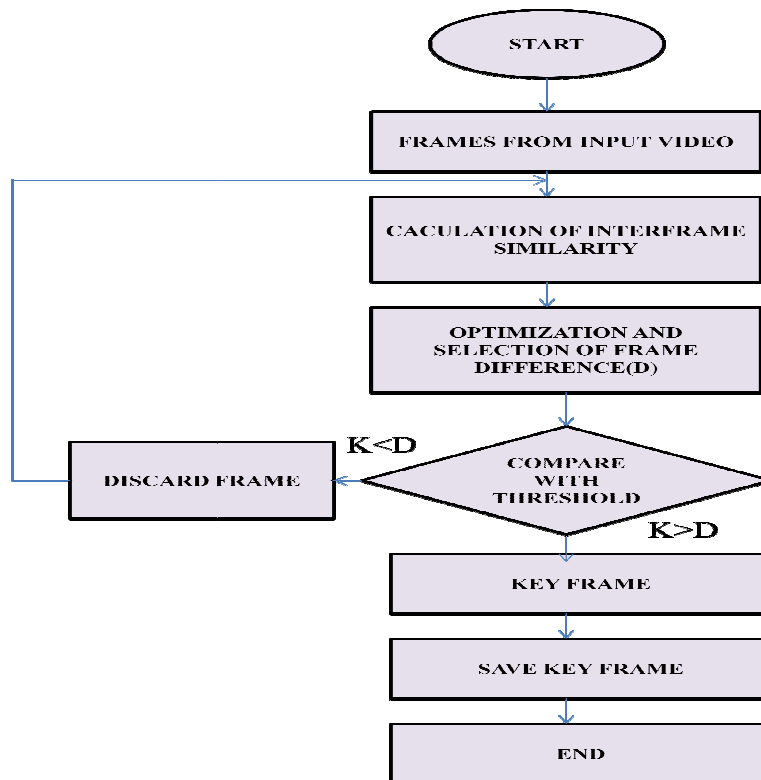 START
FRAMES FROM INPUT VIDEO
CACULATION OF INTERFRAME
SIMILARITY
OPTIMIZATION AND
SELECTION OF FRAME
DIFFERENCE(D)
K<D
DISCARD FRAME
COMPARE
WITH
THRESHOLD
K>D
KEY FRAME
SAVE KEY FRAME
END